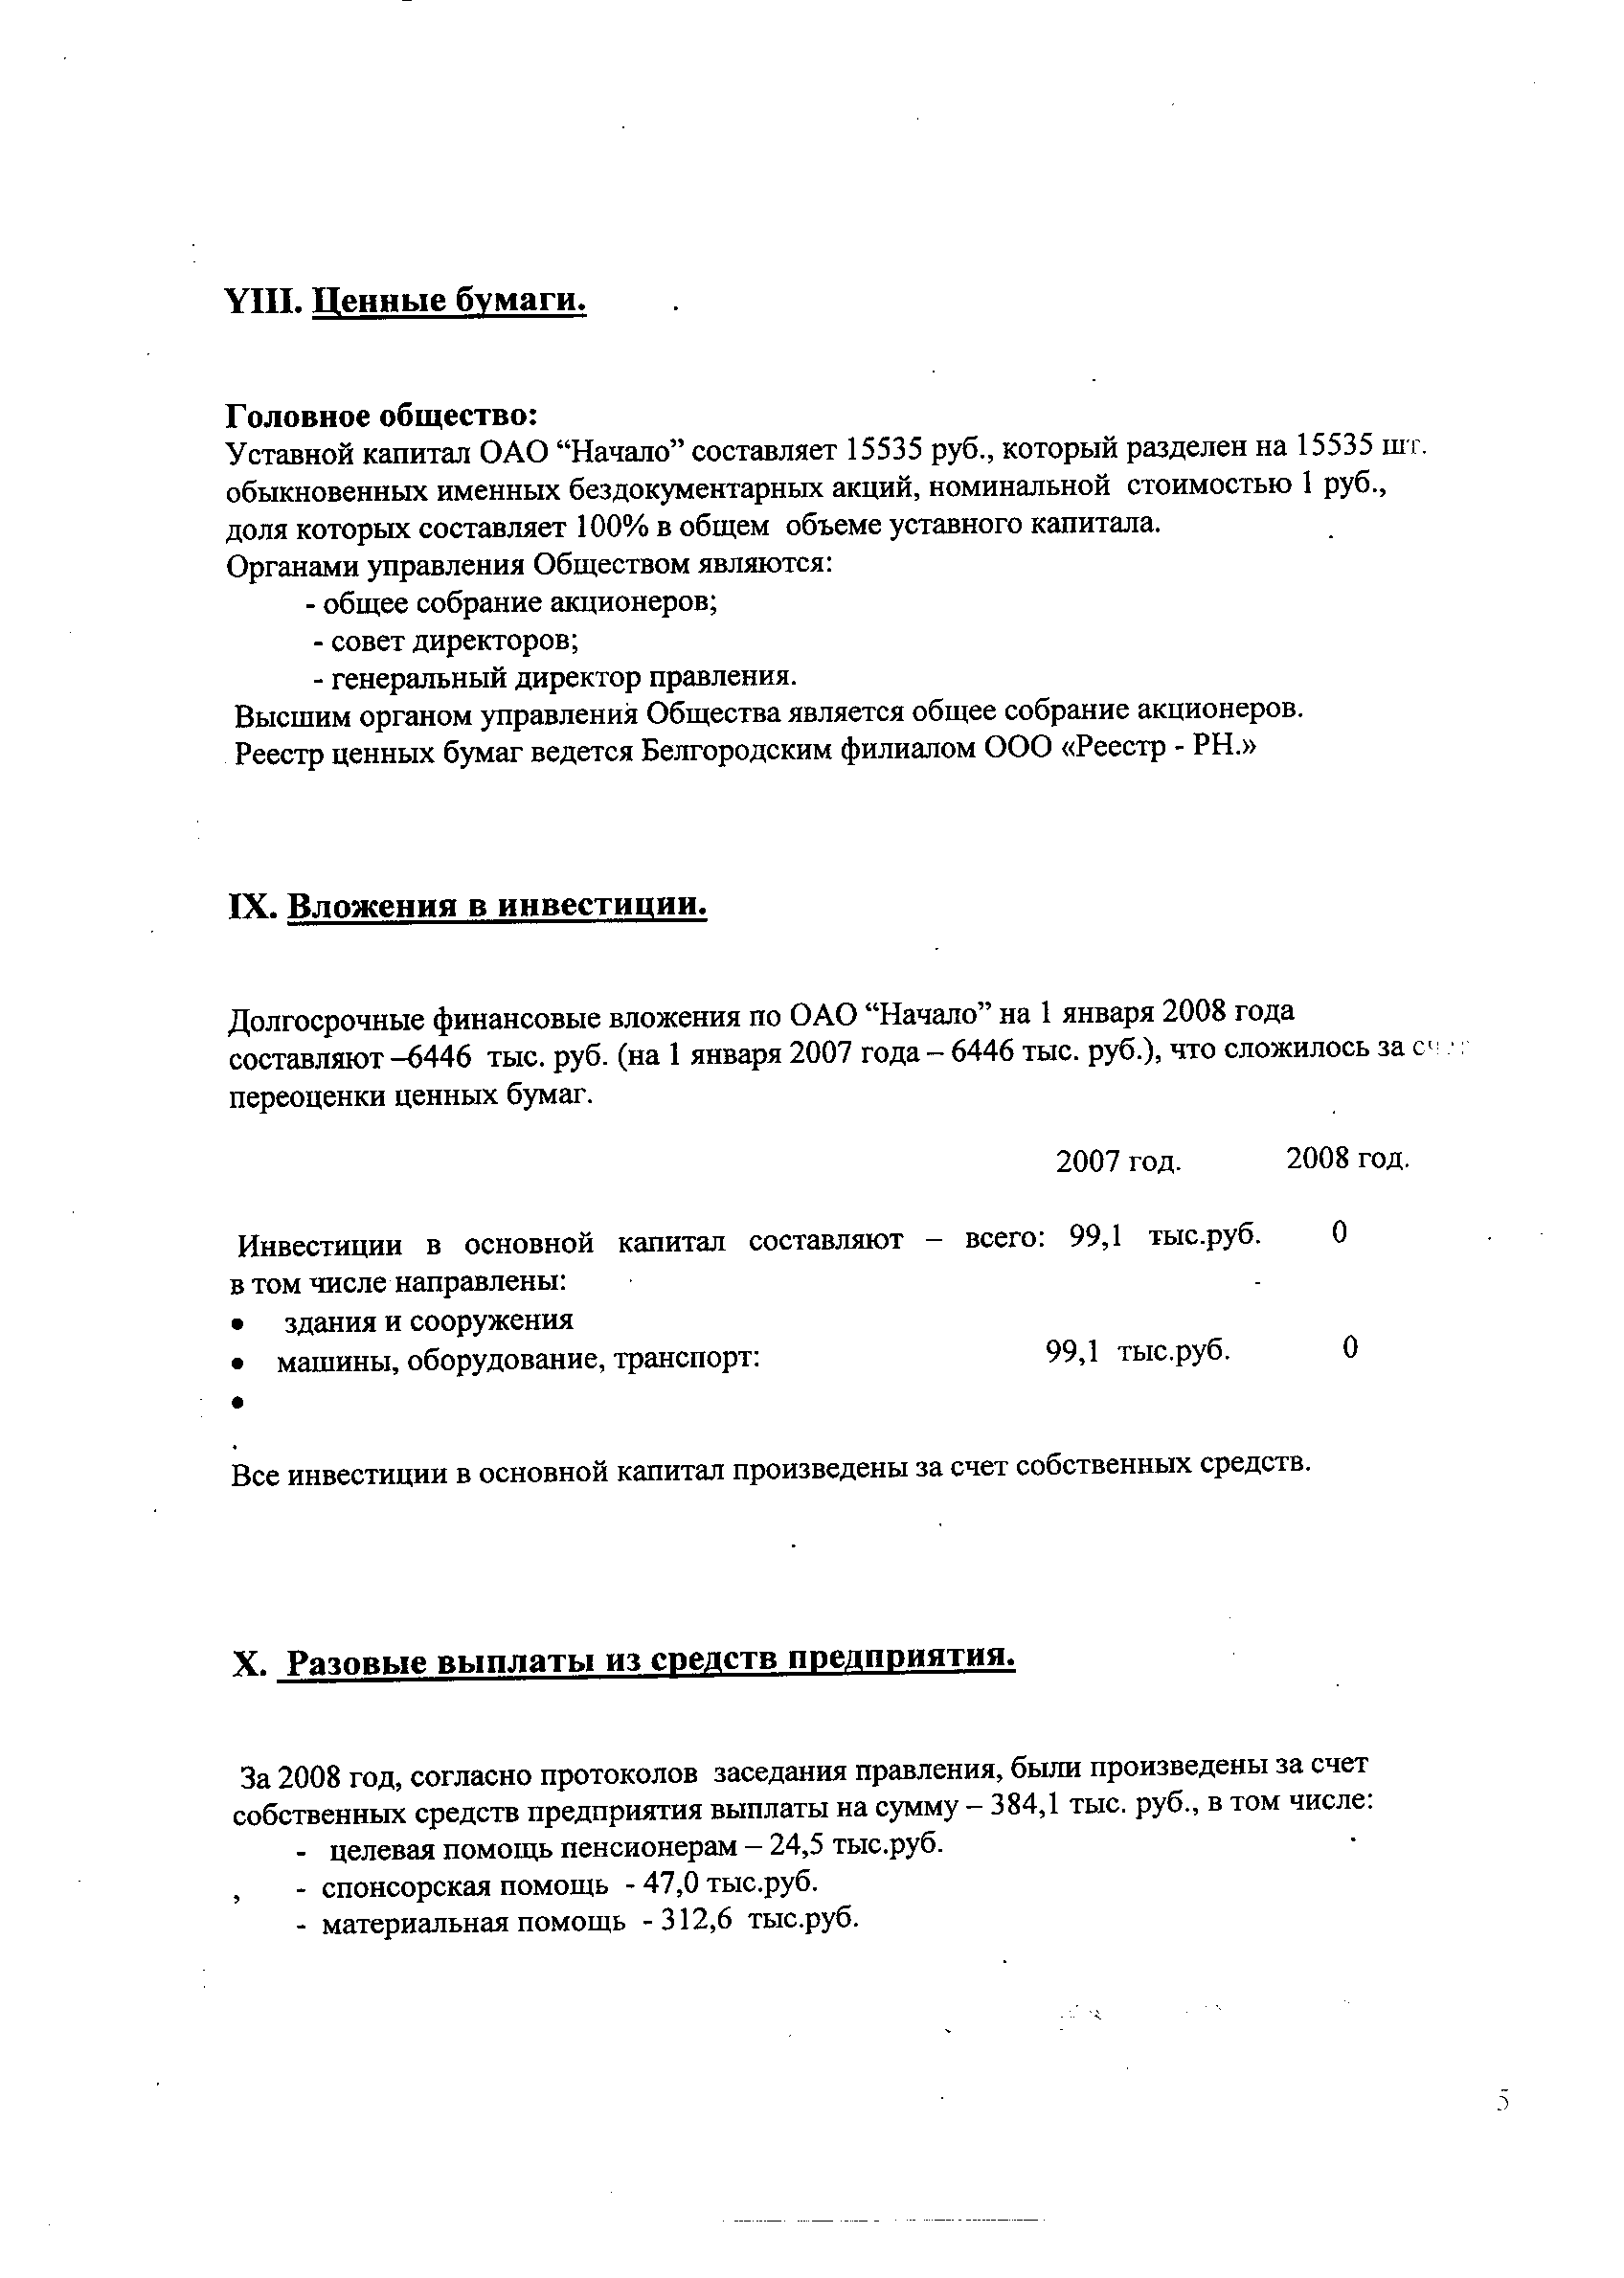 YIII. Ценные бумаги.
Головное общество:
Уставной капитал ОАО “Начало” составляет 15535 руб., который разделен на 15535 шт.
обыкновенных именных бездокументарных акций, номинальной стоимостью 1 руб.,
доля которых составляет 100% в общем объеме уставного капитала.
Органами управления Обществом являются:
- общее собрание акционеров;
- совет директоров;
- генеральный директор правления.
Высшим органом управления Общества является общее собрание акционеров.
Реестр ценных бумаг ведется Белгородским филиалом ООО «Реестр - РН.»
IX. Вложения в инвестиции.
Долгосрочные финансовые вложения по ОАО “Начало” на 1 января 2008 года
составляют –6446 тыс. руб. (на 1 января 2007 года – 6446 тыс. руб.), что сложилось за
переоценки ценных бумаг.
2007 год. 2008 год.
Инвестиции в основной капитал составляют – всего: 99,1 тыс.руб. 0
в том числе направлены:
• здания и сооружения
• машины, оборудование, транспорт: 99,1 тыс.руб. 0
•
Все инвестиции в основной капитал произведены за счет собственных средств.
X. Разовые выплаты из средств предприятия.
За 2008 год, согласно протоколов заседания правления, были произведены за счет
собственных средств предприятия выплаты на сумму – 384,1 тыс. руб., в том числе:
- целевая помощь пенсионерам – 24,5 тыс.руб.
- спонсорская помощь - 47,0 тыс.руб.
- материальная помощь - 312,6 тыс.руб.
5